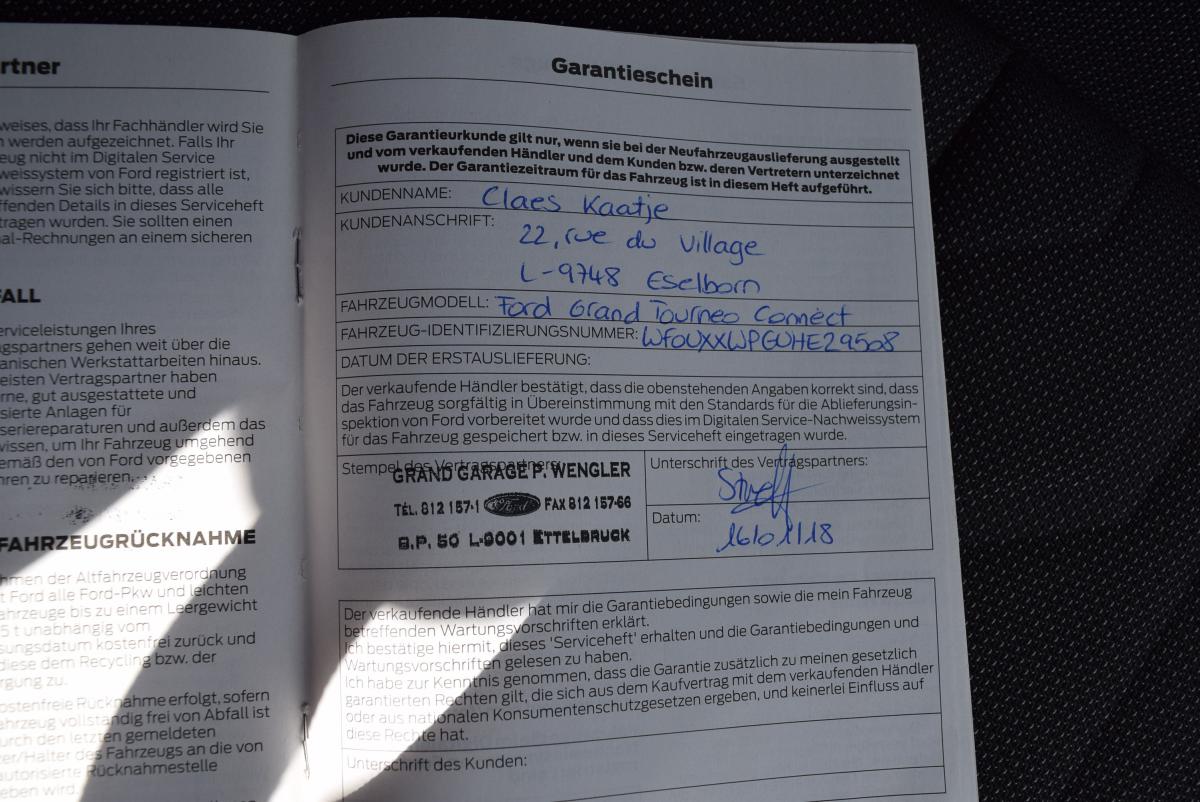 rtner
weises, dass Ihr Fachhändler wird Sie
werden aufgezeichnet. Falls Ihr
eug nicht im Digitalen Service
weissystem von Ford registriert ist,
wissern Sie sich bitte, dass alle
ffenden Details in dieses Serviceheft
tragen wurden. Sie sollten einen
al-Rechnungen an einem sicheren
FALL
erviceleistungen Ihres
agspartners gehen weit über die
anischen Werkstattarbeiten hinaus.
eisten Vertragspartner haben
erne, gut ausgestattete und
sierte Anlagen für
sseriereparaturen und außerdem das
wissen, um Ihr Fahrzeug umgehend
emäß den von Ford vorgegebenen
hren zu reparieren.
FAHRZEUGRÜCKNAHME
hmen der Altfahrzeugverordnung
t Ford alle Ford-Pkw und leichten
ahrzeuge bis zu einem Leergewicht
5 t unabhängig vom
sungsdatum kostenfrei zurück und
diese dem Recycling bzw. der
rgung zu.
ostenfreie Rücknahme erfolgt, sofern
ahrzeug vollständig frei von Abfall ist
urch den letzten gemeldeten
zer/Halter des Fahrzeugs an die von
autorisierte Rücknahmestelle
eben wird.
Garantieschein
Diese Garantieurkunde gilt nur, wenn sie bei der Neufahrzeugauslieferung ausgestellt
und vom verkaufenden Händler und dem Kunden bzw. deren Vertretern unterzeichnet
wurde. Der Garantiezeitraum für das Fahrzeug ist in diesem Heft aufgeführt.
KUNDENNAME: Claes Kaatje
KUNDENANSCHRIFT:
22, rue du Village
L-9748 Eselborn
FAHRZEUGMODELL: Ford Grand Tourneo Connect
FAHRZEUG-IDENTIFIZIERUNGSNUMMER: WF0UXXWPGUHE29508
DATUM DER ERSTAUSLIEFERUNG:
Der verkaufende Händler bestätigt, dass die obenstehenden Angaben korrekt sind, dass
das Fahrzeug sorgfältig in Übereinstimmung mit den Standards für die Ablieferungsin-
spektion von Ford vorbereitet wurde und dass dies im Digitalen Service-Nachweissystem
für das Fahrzeug gespeichert bzw. in dieses Serviceheft eingetragen wurde.
Stempel des Vertragspartners:
GRAND GARAGE P. WENGLER
TÉL. 812 157-1 Ford FAX 812 157-66
B.P. 50 L-9001 ETTELBRUCK
Unterschrift des Vertragspartners:
Datum:
16/01/18
Der verkaufende Händler hat mir die Garantiebedingungen sowie die mein Fahrzeug
betreffenden Wartungsvorschriften erklärt.
Ich bestätige hiermit, dieses 'Serviceheft' erhalten und die Garantiebedingungen und
Wartungsvorschriften gelesen zu haben.
Ich habe zur Kenntnis genommen, dass die Garantie zusätzlich zu meinen gesetzlich
garantierten Rechten gilt, die sich aus dem Kaufvertrag mit dem verkaufenden Händler
oder aus nationalen Konsumentenschutzgesetzen ergeben, und keinerlei Einfluss auf
diese Rechte hat.
Unterschrift des Kunden: